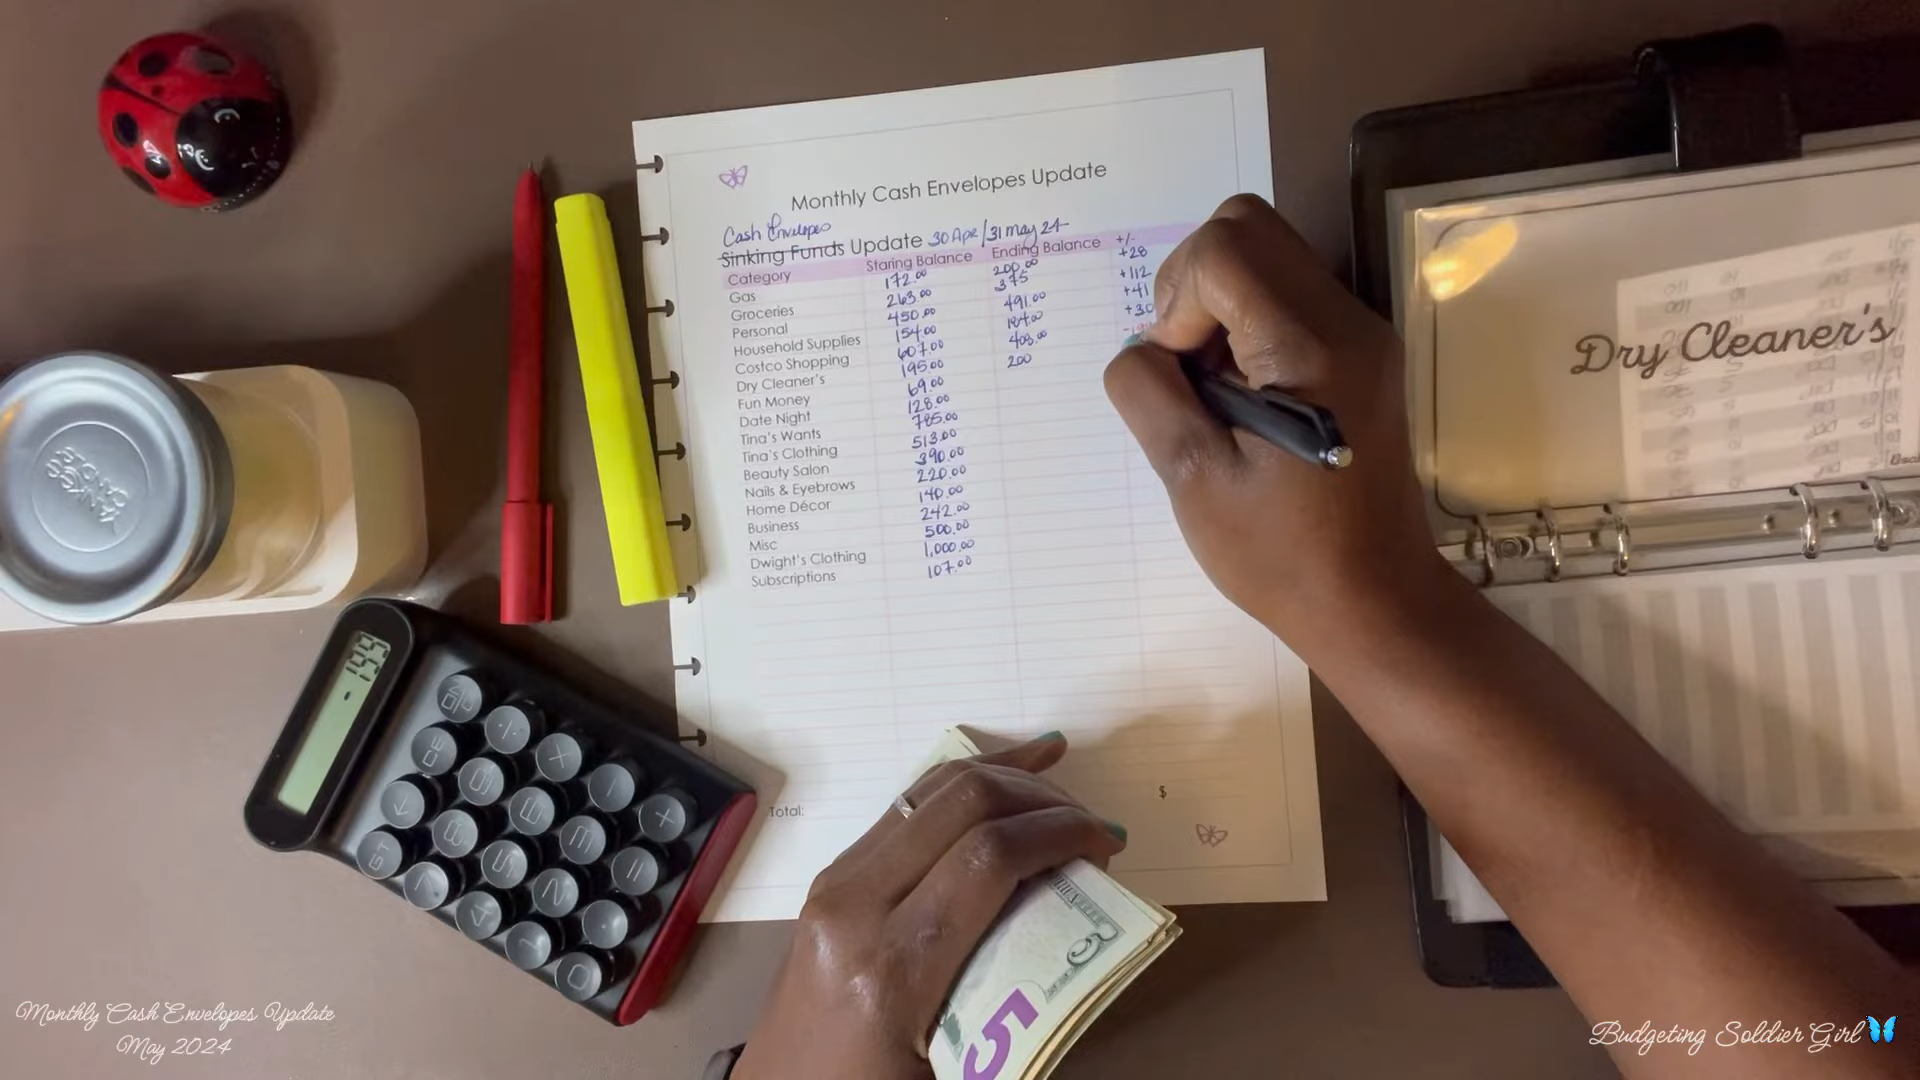 Monthly Cash Envelopes Update
Cash Envelopes
Sinking Funds Update 30 Apr/31 may 24
Category Staring Balance Ending Balance +/-
Gas 172.00 200.00 +28
Groceries 263.00 375 +112
Personal 450.00 491.00 +41
Household Supplies 154.00 184.00 +30
Costco Shopping 607.00 408.00
Dry Cleaner's 195.00 200
Fun Money 69.00
Date Night 128.00
Tina's Wants 785.00
Tina's Clothing 513.00
Beauty Salon 390.00
Nails & Eyebrows 220.00
Home Décor 140.00
Business 242.00
Misc 500.00
Dwight's Clothing 1,000.00
Subscriptions 107.00
Total: $
Dry Cleaner's
YANKEE
CANDLE
195
5
Monthly Cash Envelopes Update
May 2024
Budgeting Soldier Girl